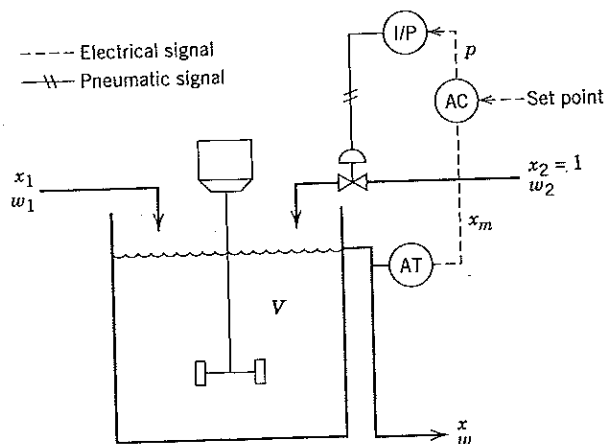 Electrical signal
Pneumatic signal
I/P
p
AC
Set point
x₁
w₁
x₂ = 1
w₂
xₘ
AT
V
x
w